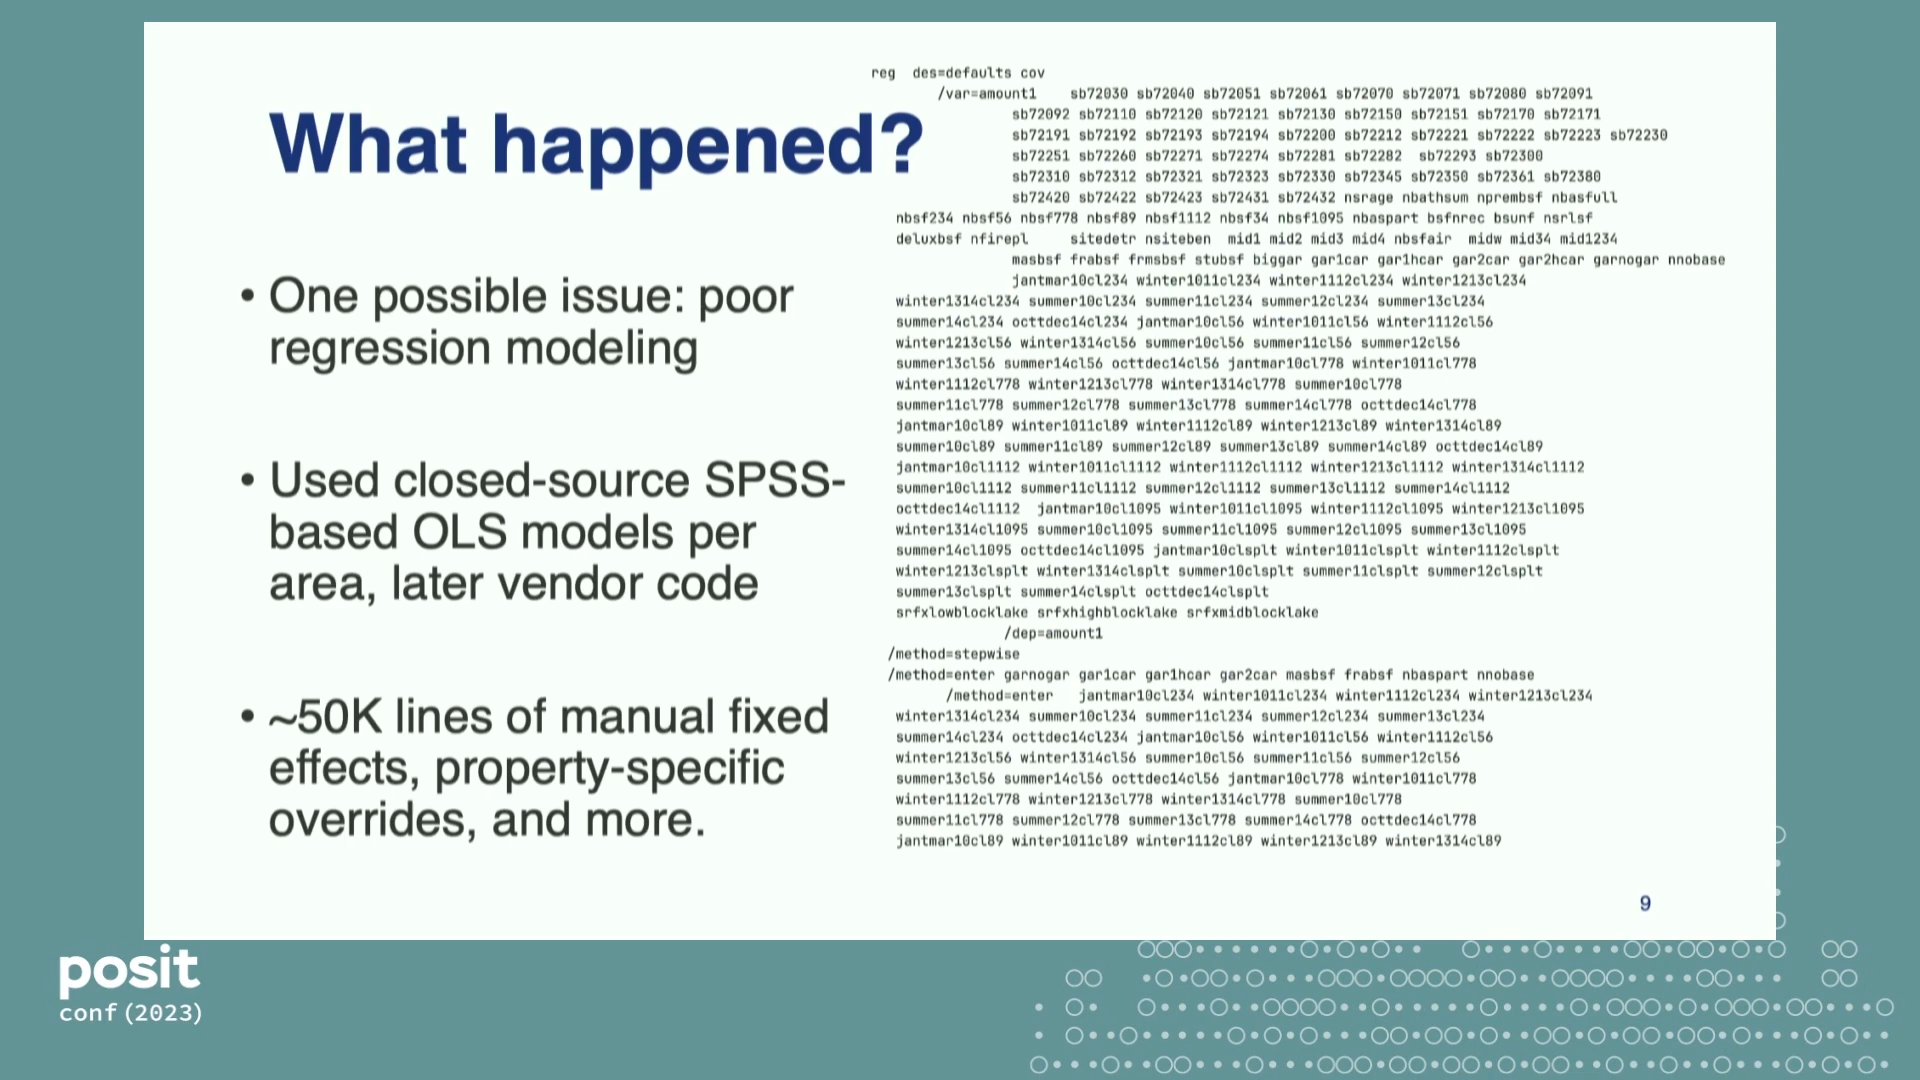 What happened?
• One possible issue: poor
regression modeling
• Used closed-source SPSS-
based OLS models per
area, later vendor code
• ~50K lines of manual fixed
effects, property-specific
overrides, and more.
reg des=defaults cov
/var=amount1 sb72030 sb72040 sb72051 sb72061 sb72070 sb72071 sb72080 sb72091
sb72092 sb72110 sb72120 sb72121 sb72130 sb72150 sb72151 sb72170 sb72171
sb72191 sb72192 sb72193 sb72194 sb72200 sb72212 sb72221 sb72222 sb72223 sb72230
sb72251 sb72260 sb72271 sb72274 sb72281 sb72282 sb72293 sb72300
sb72310 sb72312 sb72321 sb72323 sb72330 sb72345 sb72350 sb72361 sb72380
sb72420 sb72422 sb72423 sb72431 sb72432 nsrage nbathsum nprembsf nbasfull
nbsf234 nbsf56 nbsf778 nbsf89 nbsf1112 nbsf34 nbsf1095 nbaspart bsfnrec bsunf nsrlsf
deluxbsf nfirepl sitedetr nsiteben mid1 mid2 mid3 mid4 nbsfair midw mid34 mid1234
masbsf frabsf frmsbsf stubsf biggar gar1car gar1hcar gar2car gar2hcar garnogar nnobase
jantmar10cl234 winter1011cl234 winter1112cl234 winter1213cl234
winter1314cl234 summer10cl234 summer11cl234 summer12cl234 summer13cl234
summer14cl234 octtdec14cl234 jantmar10cl56 winter1011cl56 winter1112cl56
winter1213cl56 winter1314cl56 summer10cl56 summer11cl56 summer12cl56
summer13cl56 summer14cl56 octtdec14cl56 jantmar10cl778 winter1011cl778
winter1112cl778 winter1213cl778 winter1314cl778 summer10cl778
summer11cl778 summer12cl778 summer13cl778 summer14cl778 octtdec14cl778
jantmar10cl89 winter1011cl89 winter1112cl89 winter1213cl89 winter1314cl89
summer10cl89 summer11cl89 summer12cl89 summer13cl89 summer14cl89 octtdec14cl89
jantmar10cl1112 winter1011cl1112 winter1112cl1112 winter1213cl1112 winter1314cl1112
summer10cl1112 summer11cl1112 summer12cl1112 summer13cl1112 summer14cl1112
octtdec14cl1112 jantmar10cl1095 winter1011cl1095 winter1112cl1095 winter1213cl1095
winter1314cl1095 summer10cl1095 summer11cl1095 summer12cl1095 summer13cl1095
summer14cl1095 octtdec14cl1095 jantmar10clsplt winter1011clsplt winter1112clsplt
winter1213clsplt winter1314clsplt summer10clsplt summer11clsplt summer12clsplt
summer13clsplt summer14clsplt octtdec14clsplt
srfxlowblocklake srfxhighblocklake srfxmidblocklake
/dep=amount1
/method=stepwise
/method=enter garnogar gar1car gar1hcar gar2car masbsf frabsf nbaspart nnobase
/method=enter jantmar10cl234 winter1011cl234 winter1112cl234 winter1213cl234
winter1314cl234 summer10cl234 summer11cl234 summer12cl234 summer13cl234
summer14cl234 octtdec14cl234 jantmar10cl56 winter1011cl56 winter1112cl56
winter1213cl56 winter1314cl56 summer10cl56 summer11cl56 summer12cl56
summer13cl56 summer14cl56 octtdec14cl56 jantmar10cl778 winter1011cl778
winter1112cl778 winter1213cl778 winter1314cl778 summer10cl778
summer11cl778 summer12cl778 summer13cl778 summer14cl778 octtdec14cl778
jantmar10cl89 winter1011cl89 winter1112cl89 winter1213cl89 winter1314cl89
9
posit
conf(2023)